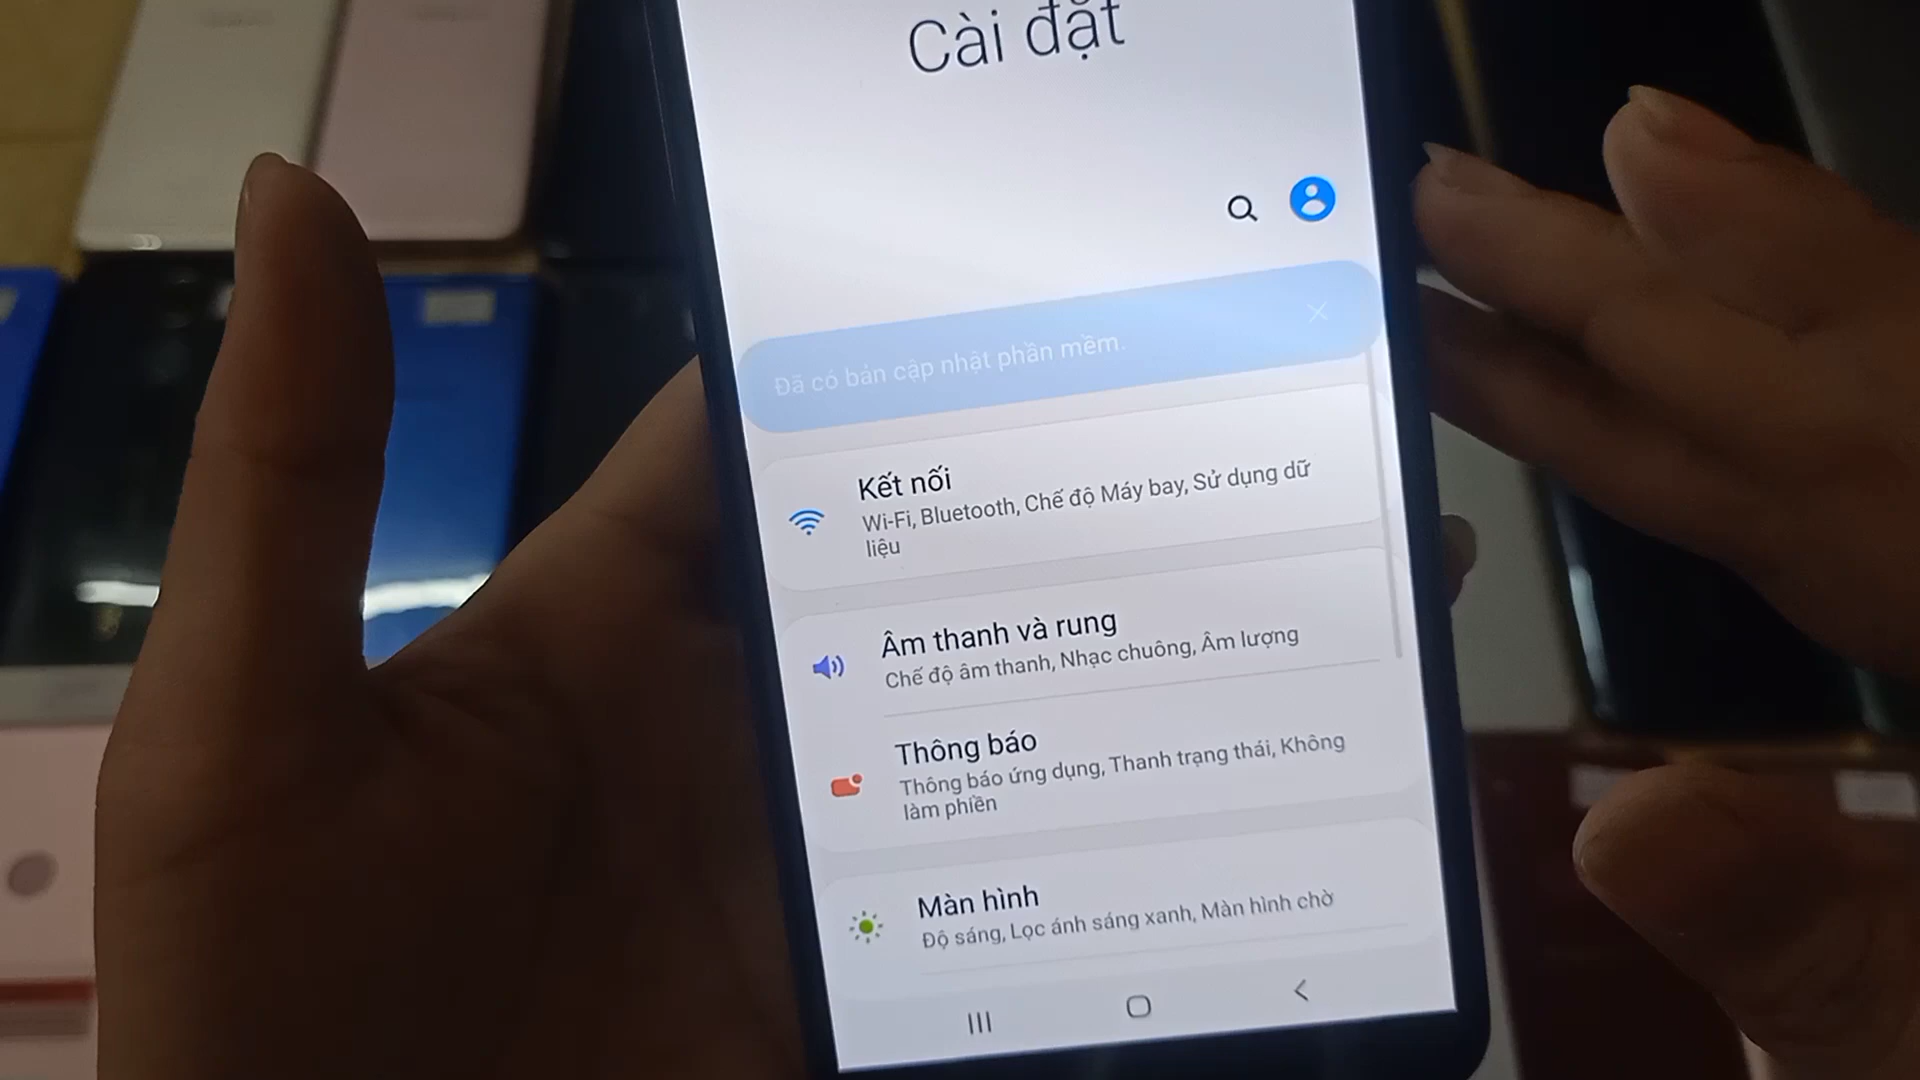 Cài đặt
Đã có bản cập nhật phần mềm.
Kết nối
Wi-Fi, Bluetooth, Chế độ Máy bay, Sử dụng dữ
liệu
Âm thanh và rung
Chế độ âm thanh, Nhạc chuông, Âm lượng
Thông báo
Thông báo ứng dụng, Thanh trạng thái, Không
làm phiền
Màn hình
Độ sáng, Lọc ánh sáng xanh, Màn hình chờ